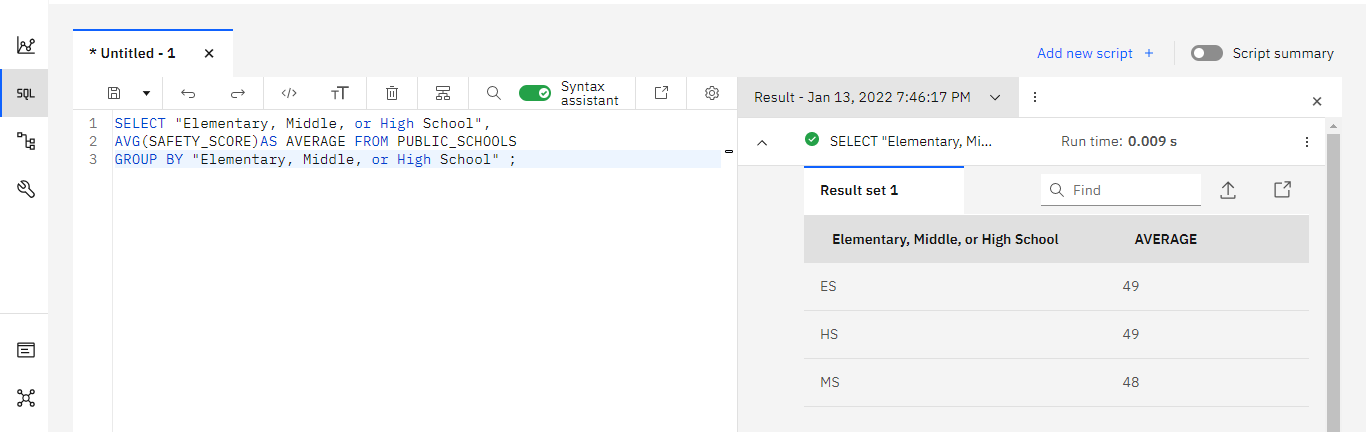 * Untitled - 1
Add new script +
Script summary
SQL
Syntax
assistant
Result - Jan 13, 2022 7:46:17 PM
1 SELECT "Elementary, Middle, or High School",
2 AVG(SAFETY_SCORE)AS AVERAGE FROM PUBLIC_SCHOOLS
3 GROUP BY "Elementary, Middle, or High School" ;
SELECT "Elementary, Mi...
Run time: 0.009 s
Result set 1
Find
Elementary, Middle, or High School AVERAGE
ES 49
HS 49
MS 48